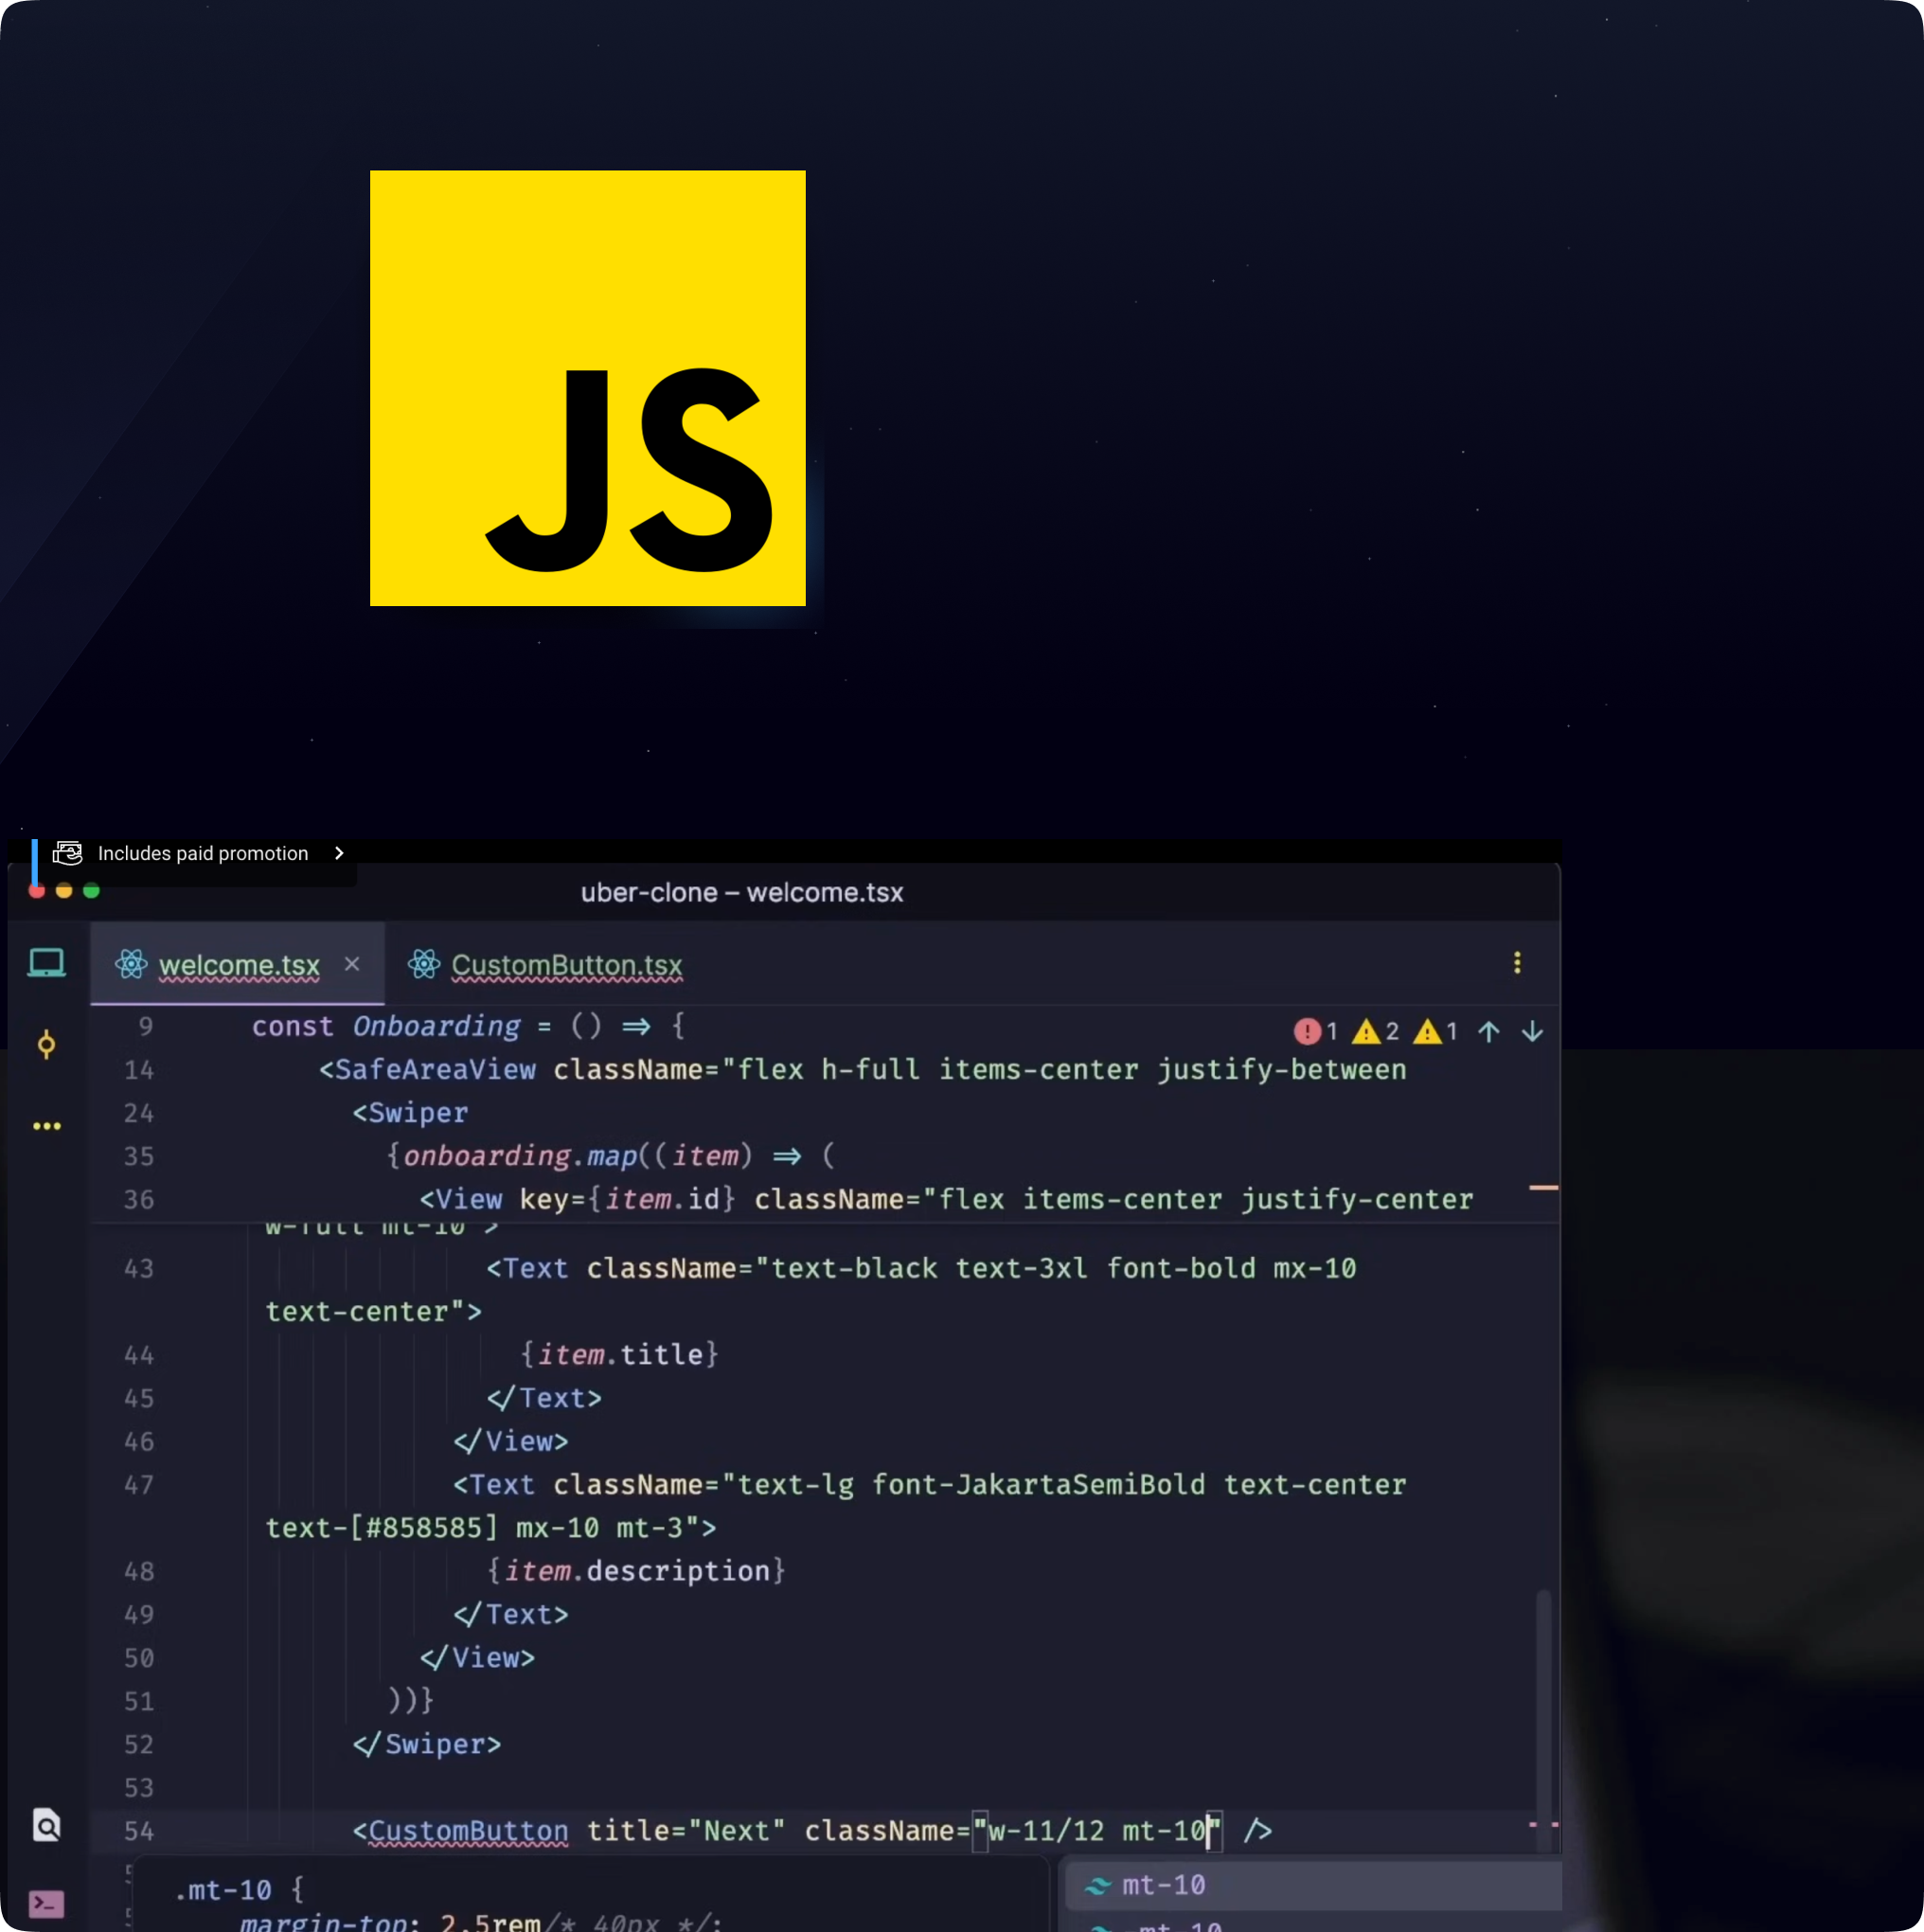 JS
Includes paid promotion
uber-clone – welcome.tsx
welcome.tsx
CustomButton.tsx
9 const Onboarding = () => {
1 2 1
14 <SafeAreaView className="flex h-full items-center justify-between
24 <Swiper
35 {onboarding.map((item) => (
36 <View key={item.id} className="flex items-center justify-center
w-full mt-10">
43 <Text className="text-black text-3xl font-bold mx-10
text-center">
44 {item.title}
45 </Text>
46 </View>
47 <Text className="text-lg font-JakartaSemiBold text-center
text-[#858585] mx-10 mt-3">
48 {item.description}
49 </Text>
50 </View>
51 ))}
52 </Swiper>
53
54 <CustomButton title="Next" className="w-11/12 mt-10" />
.mt-10 {
margin-top: 2.5rem/* 40px */;
mt-10
-mt-10